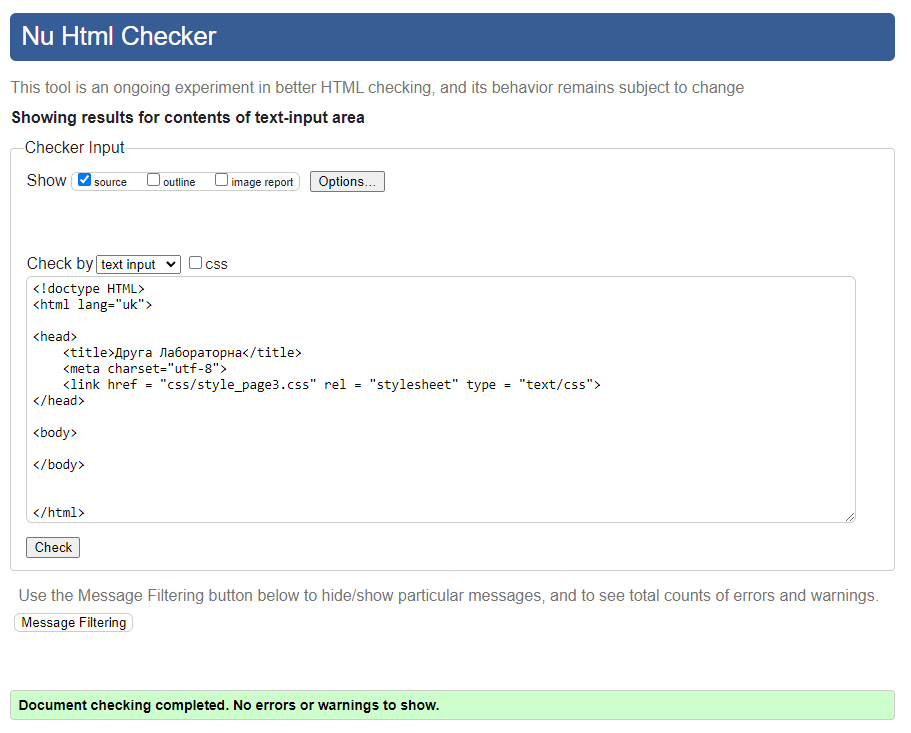 Nu Html Checker
This tool is an ongoing experiment in better HTML checking, and its behavior remains subject to change
Showing results for contents of text-input area
Checker Input
Show source outline image report Options...
Check by text input css
<!doctype HTML>
<html lang="uk">
<head>
<title>Друга Лабораторна</title>
<meta charset="utf-8">
<link href = "css/style_page3.css" rel = "stylesheet" type = "text/css">
</head>
<body>
</body>
</html>
Check
Use the Message Filtering button below to hide/show particular messages, and to see total counts of errors and warnings.
Message Filtering
Document checking completed. No errors or warnings to show.